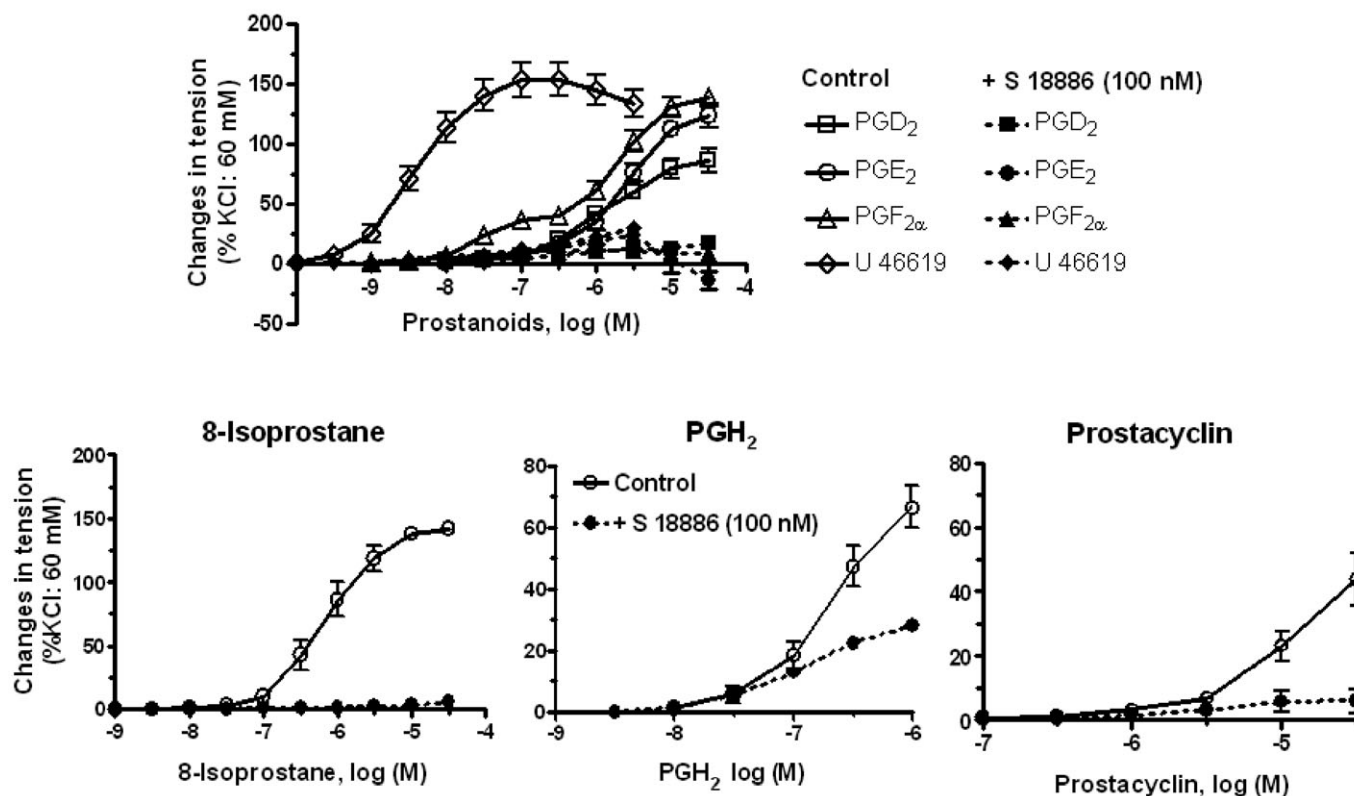 200
150
100
50
0
-50
Changes in tension
(% KCl: 60 mM)
-9 -8 -7 -6 -5 -4
Prostanoids, log (M)
Control + S 18886 (100 nM)
PGD2 PGD2
PGE2 PGE2
PGF2α PGF2α
U 46619 U 46619
8-Isoprostane
200
150
100
50
0
Changes in tension
(%KCl: 60 mM)
-9 -8 -7 -6 -5 -4
8-Isoprostane, log (M)
PGH2
80
60
40
20
0
Control
+ S 18886 (100 nM)
-8 -7 -6
PGH2 log (M)
Prostacyclin
80
60
40
20
0
-7 -6 -5
Prostacyclin, log (M)